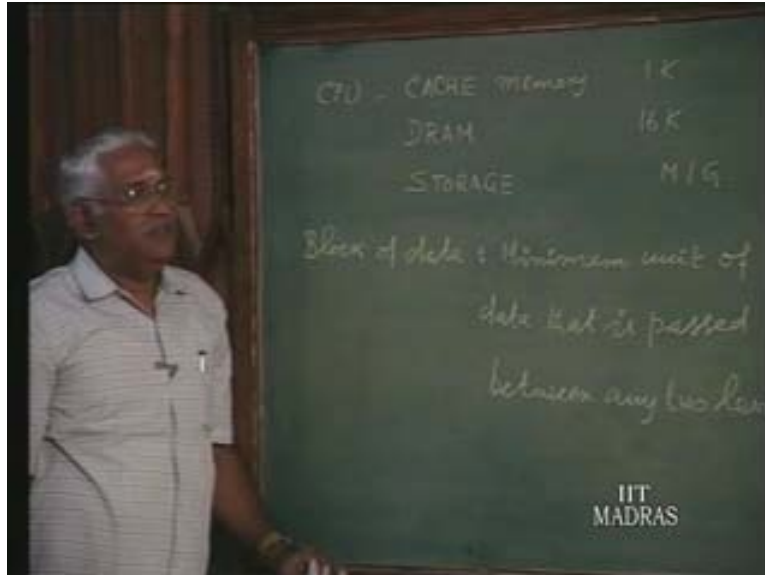 CPU - CACHE memory 1K
DRAM 16K
STORAGE M/G
Block of data : Minimum unit of
data that is passed
between any two lev
IIT
MADRAS